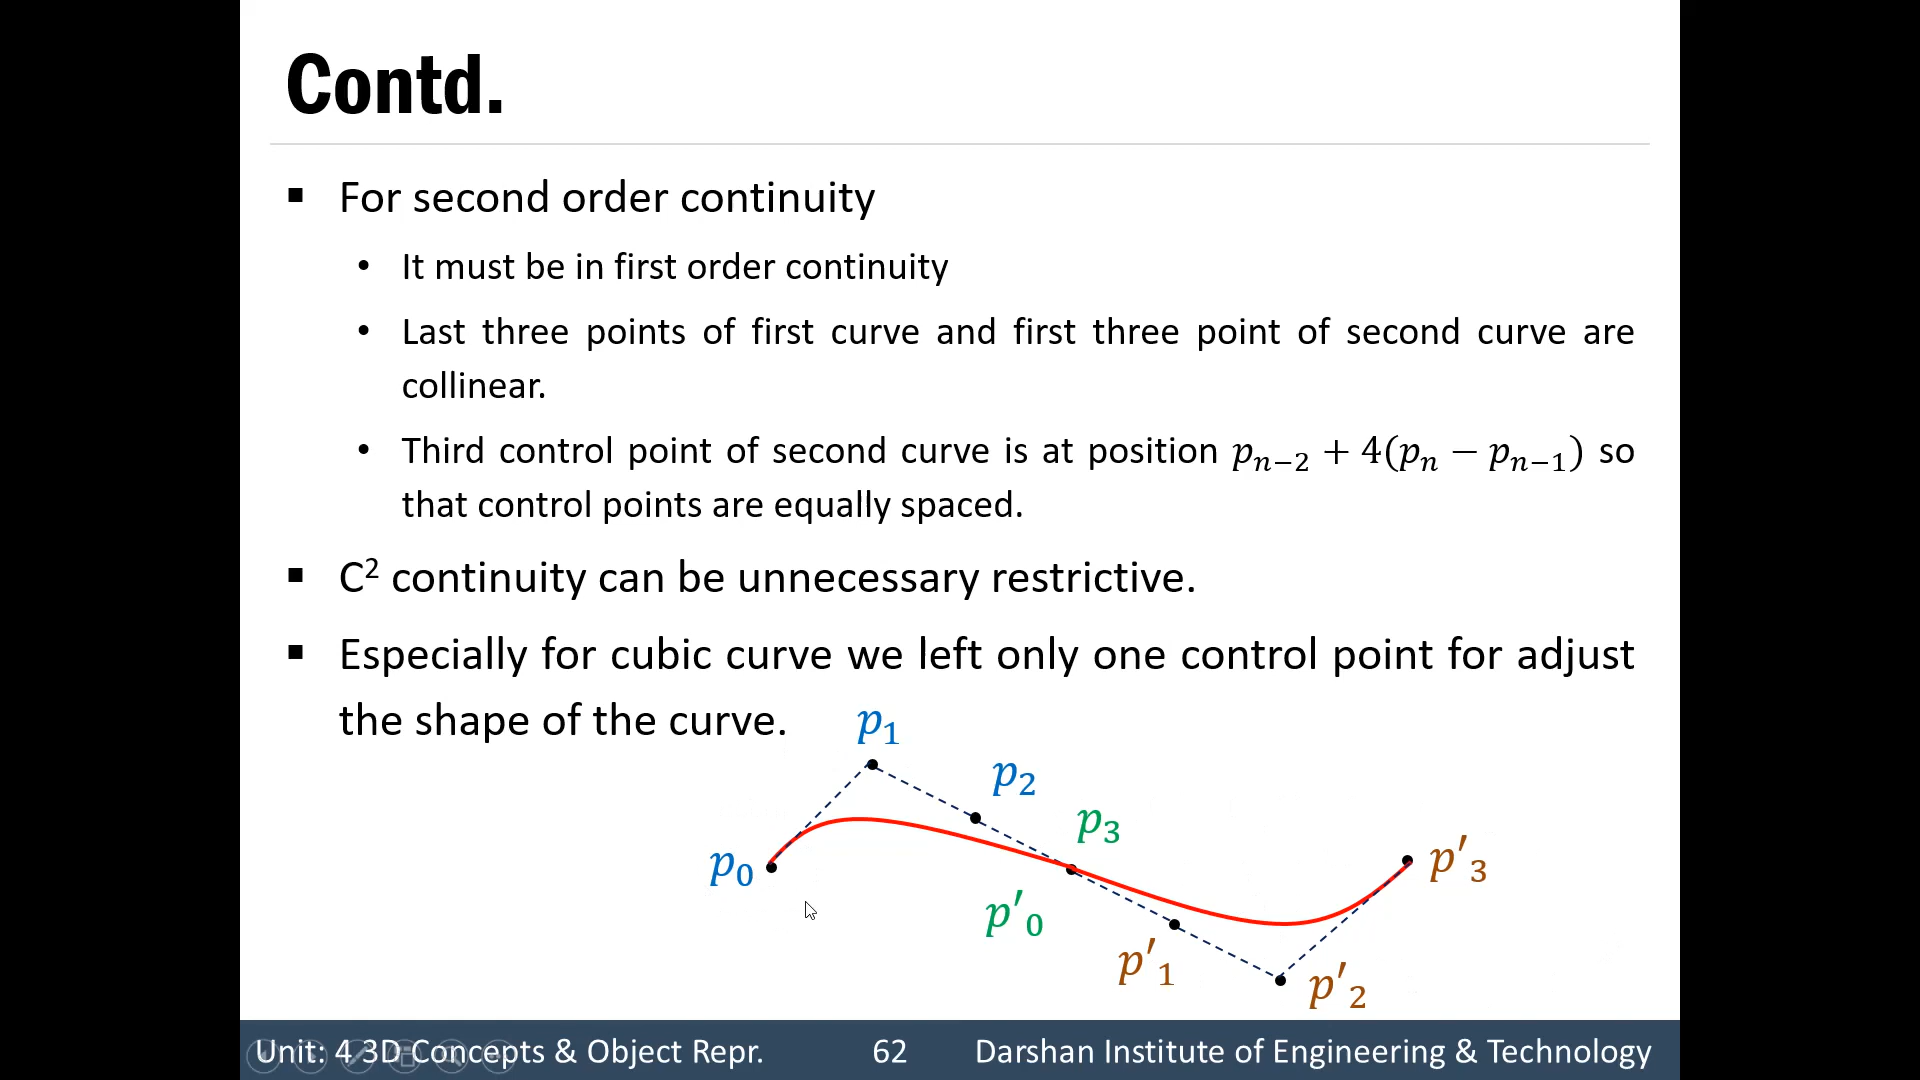 Contd.
▪ For second order continuity
• It must be in first order continuity
• Last three points of first curve and first three point of second curve are
collinear.
• Third control point of second curve is at position pₙ₋₂ + 4(pₙ − pₙ₋₁) so
that control points are equally spaced.
▪ C² continuity can be unnecessary restrictive.
▪ Especially for cubic curve we left only one control point for adjust
the shape of the curve.
p₁
p₂
p₃
p₀
p′₃
p′₀
p′₁
p′₂
Unit: 4 3D Concepts & Object Repr. 62 Darshan Institute of Engineering & Technology